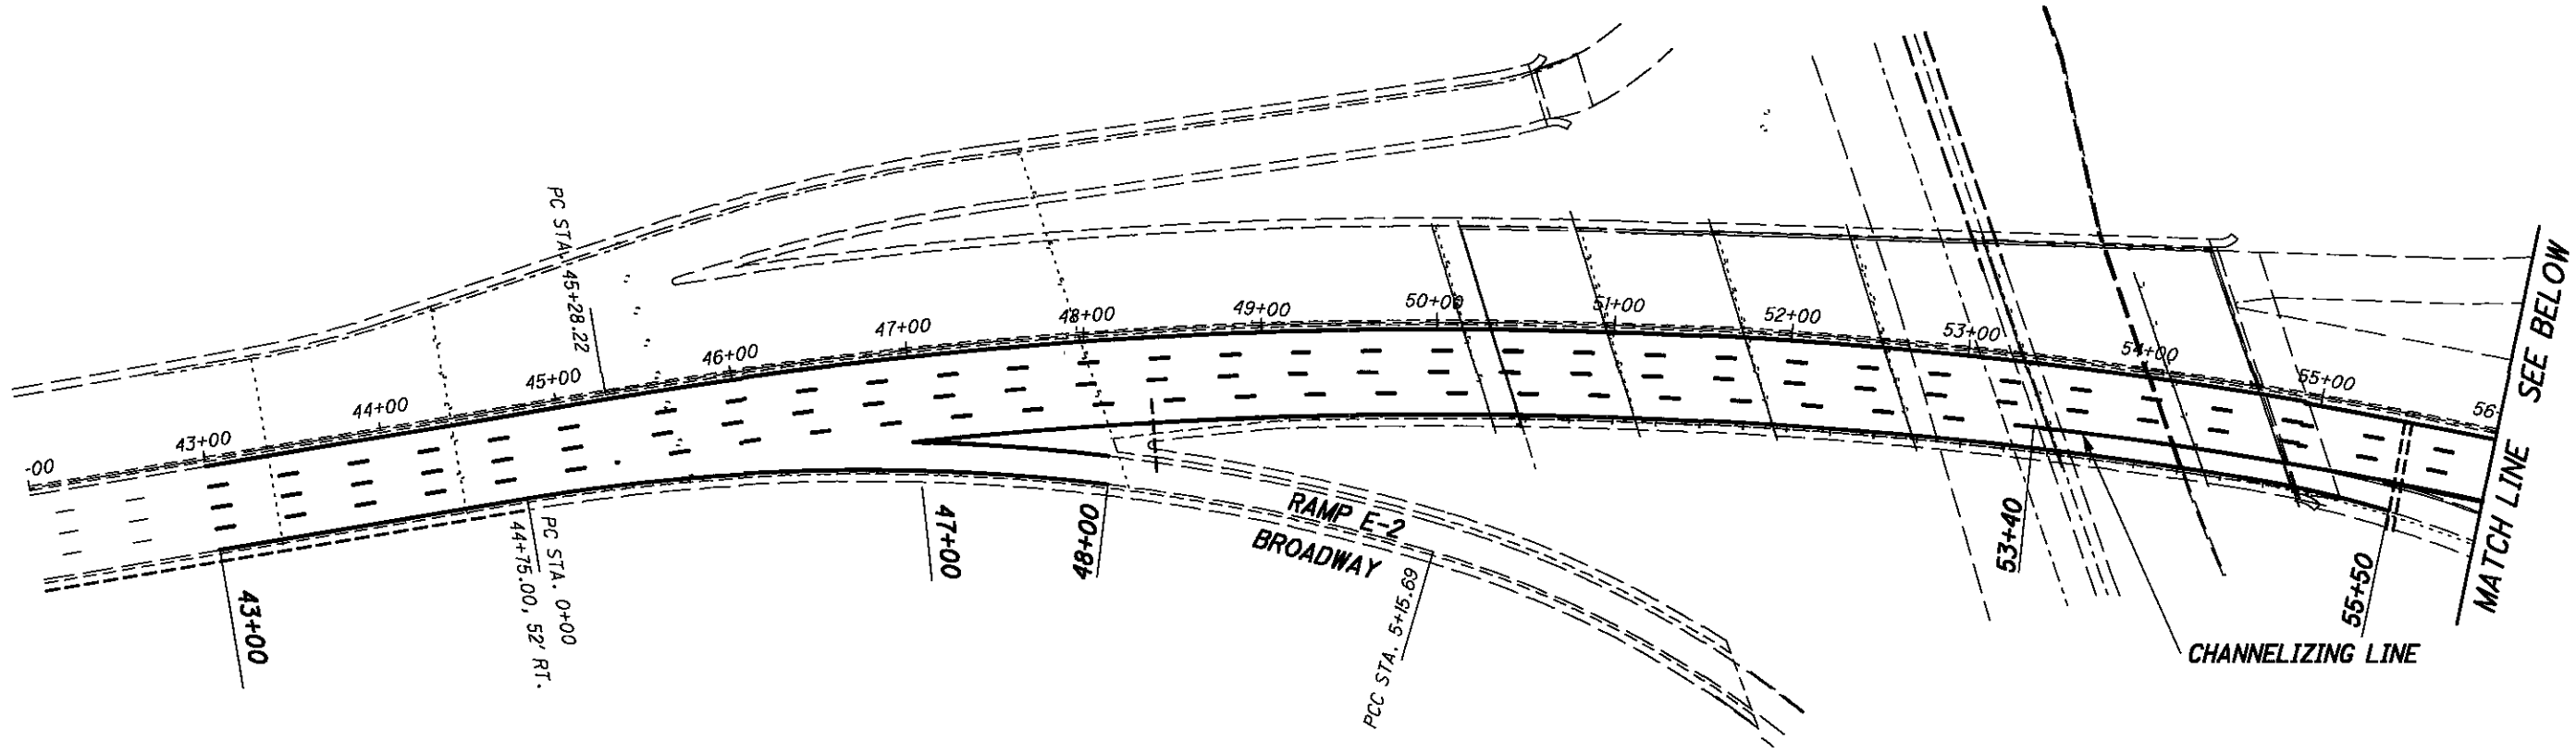 PC STA. 45+28.22
-00
43+00
44+00
45+00
46+00
47+00
48+00
49+00
50+00
51+00
52+00
53+00
54+00
55+00
56
43+00
PC STA. 0+00
44+75.00, 52' RT.
47+00
48+00
RAMP E-2
BROADWAY
PCC STA. 5+15.69
53+40
55+50
CHANNELIZING LINE
MATCH LINE SEE BELOW